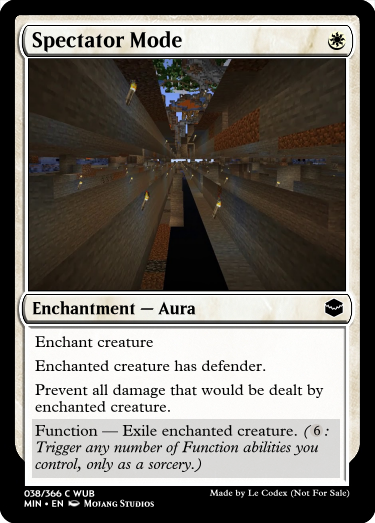 Spectator Mode
Enchantment — Aura
Enchant creature
Enchanted creature has defender.
Prevent all damage that would be dealt by
enchanted creature.
Function — Exile enchanted creature. (6:
Trigger any number of Function abilities you
control, only as a sorcery.)
038/366 C WUB
MIN • EN Mojang Studios
Made by Le Codex (Not For Sale)